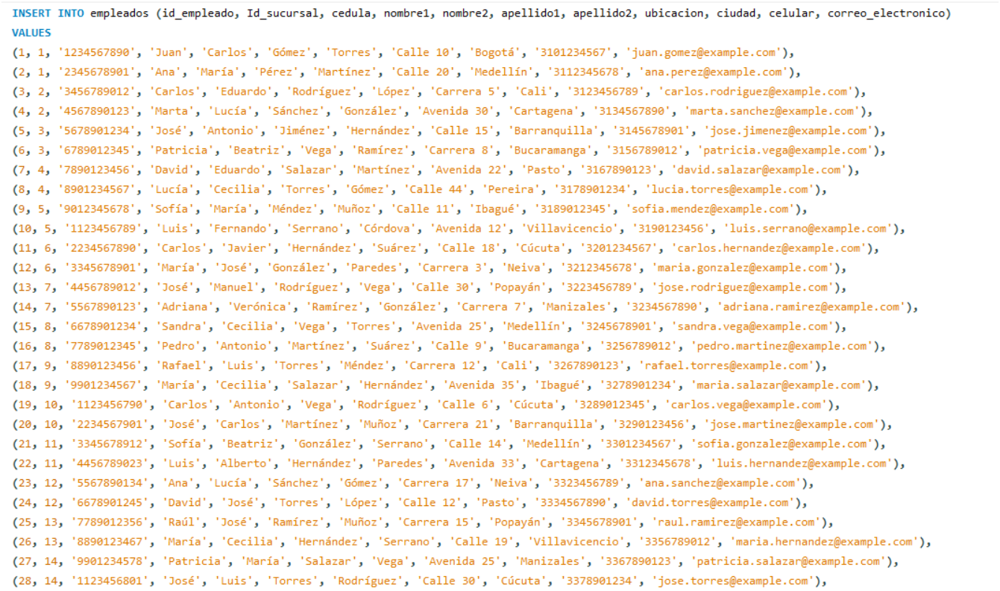 INSERT INTO empleados (id_empleado, Id_sucursal, cedula, nombre1, nombre2, apellido1, apellido2, ubicacion, ciudad, celular, correo_electronico)
VALUES
(1, 1, '1234567890', 'Juan', 'Carlos', 'Gómez', 'Torres', 'Calle 10', 'Bogotá', '3101234567', 'juan.gomez@example.com'),
(2, 1, '2345678901', 'Ana', 'María', 'Pérez', 'Martínez', 'Calle 20', 'Medellín', '3112345678', 'ana.perez@example.com'),
(3, 2, '3456789012', 'Carlos', 'Eduardo', 'Rodríguez', 'López', 'Carrera 5', 'Cali', '3123456789', 'carlos.rodriguez@example.com'),
(4, 2, '4567890123', 'Marta', 'Lucía', 'Sánchez', 'González', 'Avenida 30', 'Cartagena', '3134567890', 'marta.sanchez@example.com'),
(5, 3, '5678901234', 'José', 'Antonio', 'Jiménez', 'Hernández', 'Calle 15', 'Barranquilla', '3145678901', 'jose.jimenez@example.com'),
(6, 3, '6789012345', 'Patricia', 'Beatriz', 'Vega', 'Ramírez', 'Carrera 8', 'Bucaramanga', '3156789012', 'patricia.vega@example.com'),
(7, 4, '7890123456', 'David', 'Eduardo', 'Salazar', 'Martínez', 'Avenida 22', 'Pasto', '3167890123', 'david.salazar@example.com'),
(8, 4, '8901234567', 'Lucía', 'Cecilia', 'Torres', 'Gómez', 'Calle 44', 'Pereira', '3178901234', 'lucia.torres@example.com'),
(9, 5, '9012345678', 'Sofía', 'María', 'Méndez', 'Muñoz', 'Calle 11', 'Ibagué', '3189012345', 'sofia.mendez@example.com'),
(10, 5, '1123456789', 'Luis', 'Fernando', 'Serrano', 'Córdova', 'Avenida 12', 'Villavicencio', '3190123456', 'luis.serrano@example.com'),
(11, 6, '2234567890', 'Carlos', 'Javier', 'Hernández', 'Suárez', 'Calle 18', 'Cúcuta', '3201234567', 'carlos.hernandez@example.com'),
(12, 6, '3345678901', 'María', 'José', 'González', 'Paredes', 'Carrera 3', 'Neiva', '3212345678', 'maria.gonzalez@example.com'),
(13, 7, '4456789012', 'José', 'Manuel', 'Rodríguez', 'Vega', 'Calle 30', 'Popayán', '3223456789', 'jose.rodriguez@example.com'),
(14, 7, '5567890123', 'Adriana', 'Verónica', 'Ramírez', 'González', 'Carrera 7', 'Manizales', '3234567890', 'adriana.ramirez@example.com'),
(15, 8, '6678901234', 'Sandra', 'Cecilia', 'Vega', 'Torres', 'Avenida 25', 'Medellín', '3245678901', 'sandra.vega@example.com'),
(16, 8, '7789012345', 'Pedro', 'Antonio', 'Martínez', 'Suárez', 'Calle 9', 'Bucaramanga', '3256789012', 'pedro.martinez@example.com'),
(17, 9, '8890123456', 'Rafael', 'Luis', 'Torres', 'Méndez', 'Carrera 12', 'Cali', '3267890123', 'rafael.torres@example.com'),
(18, 9, '9901234567', 'María', 'Cecilia', 'Salazar', 'Hernández', 'Avenida 35', 'Ibagué', '3278901234', 'maria.salazar@example.com'),
(19, 10, '1123456790', 'Carlos', 'Antonio', 'Vega', 'Rodríguez', 'Calle 6', 'Cúcuta', '3289012345', 'carlos.vega@example.com'),
(20, 10, '2234567901', 'José', 'Carlos', 'Martínez', 'Muñoz', 'Carrera 21', 'Barranquilla', '3290123456', 'jose.martinez@example.com'),
(21, 11, '3345678912', 'Sofía', 'Beatriz', 'González', 'Serrano', 'Calle 14', 'Medellín', '3301234567', 'sofia.gonzalez@example.com'),
(22, 11, '4456789023', 'Luis', 'Alberto', 'Hernández', 'Paredes', 'Avenida 33', 'Cartagena', '3312345678', 'luis.hernandez@example.com'),
(23, 12, '5567890134', 'Ana', 'Lucía', 'Sánchez', 'Gómez', 'Carrera 17', 'Neiva', '3323456789', 'ana.sanchez@example.com'),
(24, 12, '6678901245', 'David', 'José', 'Torres', 'López', 'Calle 12', 'Pasto', '3334567890', 'david.torres@example.com'),
(25, 13, '7789012356', 'Raúl', 'José', 'Ramírez', 'Muñoz', 'Carrera 15', 'Popayán', '3345678901', 'raul.ramirez@example.com'),
(26, 13, '8890123467', 'María', 'Cecilia', 'Hernández', 'Serrano', 'Calle 19', 'Villavicencio', '3356789012', 'maria.hernandez@example.com'),
(27, 14, '9901234578', 'Patricia', 'María', 'Salazar', 'Vega', 'Avenida 25', 'Manizales', '3367890123', 'patricia.salazar@example.com'),
(28, 14, '1123456801', 'José', 'Luis', 'Torres', 'Rodríguez', 'Calle 30', 'Cúcuta', '3378901234', 'jose.torres@example.com'),